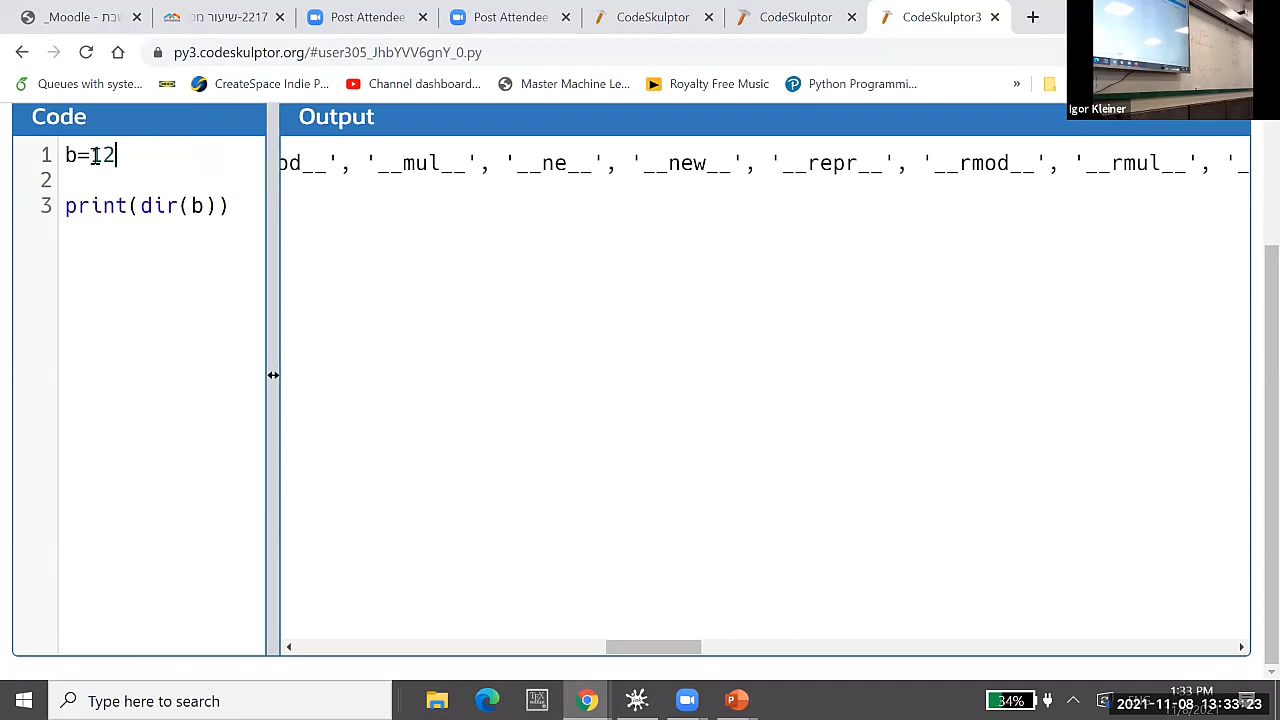 _Moodle - שבת
2217-שיעור מכ
Post Attendee
Post Attendee
CodeSkulptor
CodeSkulptor
CodeSkulptor3
py3.codeskulptor.org/#user305_JhbYVV6gnY_0.py
Queues with syste...
CreateSpace Indie P...
Channel dashboard...
Master Machine Le...
Royalty Free Music
Python Programmi...
»
Igor Kleiner
Code
Output
1 b=12
2
3 print(dir(b))
od__', '__mul__', '__ne__', '__new__', '__repr__', '__rmod__', '__rmul__', '_
Type here to search
34%
ENG
1:33 PM
2021-11-08 13:33:23